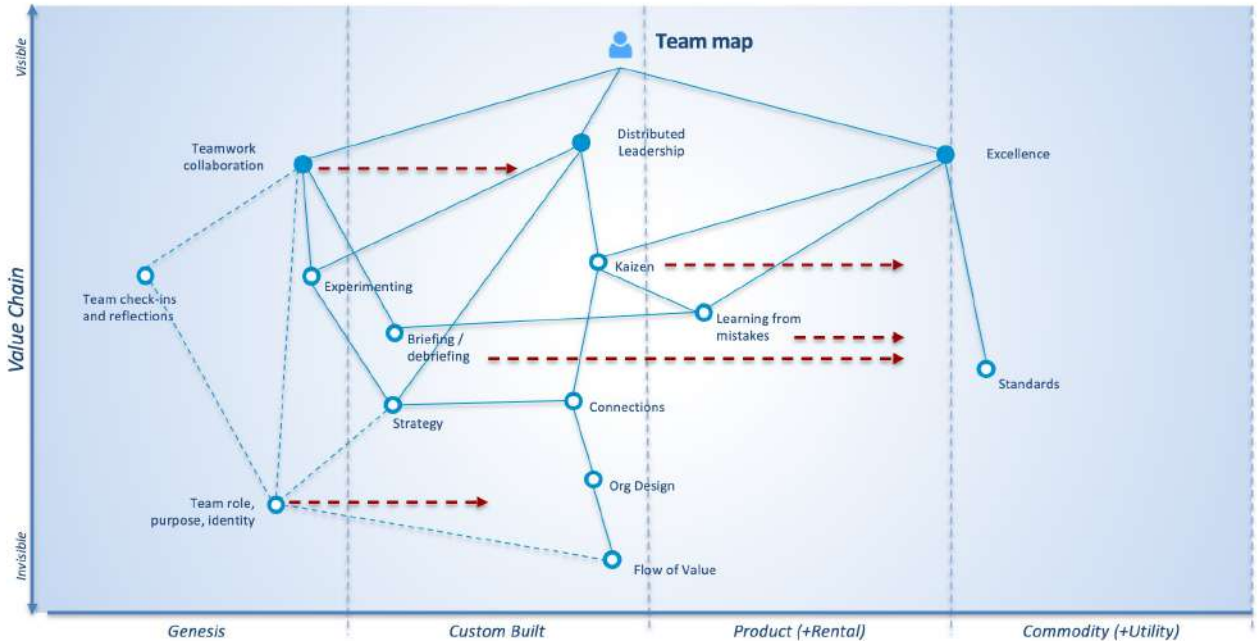 Team map
Visible
Value Chain
Invisible
Teamwork
collaboration
Distributed
Leadership
Excellence
Team check-ins
and reflections
Experimenting
Kaizen
Briefing /
debriefing
Learning from
mistakes
Standards
Strategy
Connections
Team role,
purpose, identity
Org Design
Flow of Value
Genesis
Custom Built
Product (+Rental)
Commodity (+Utility)